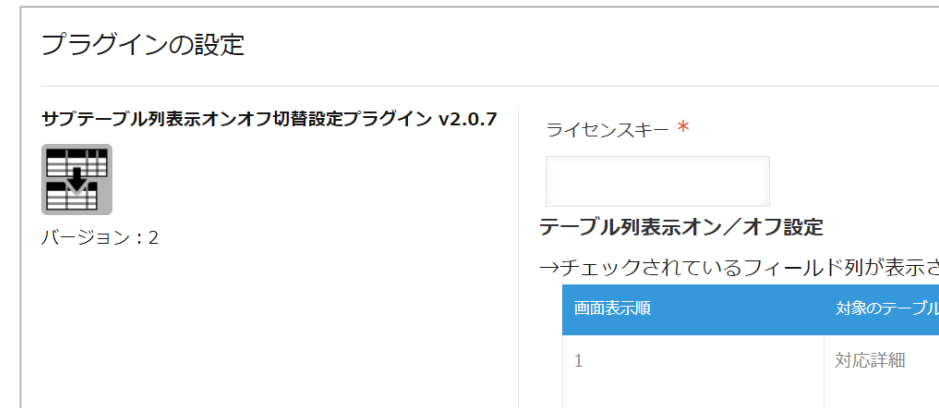 プラグインの設定
サブテーブル列表示オンオフ切替設定プラグイン v2.0.7
バージョン：2
ライセンスキー *
テーブル列表示オン／オフ設定
→チェックされているフィールド列が表示さ
画面表示順 対象のテーブル
1 対応詳細